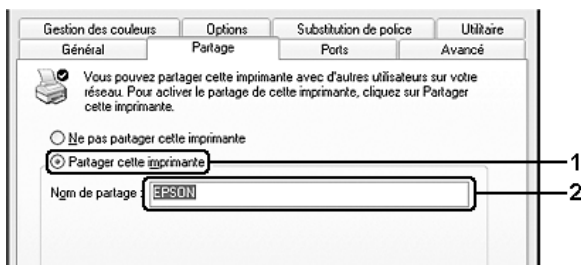 Gestion des couleurs Options Substitution de police Utilitaire
Général Partage Ports Avancé
Vous pouvez partager cette imprimante avec d'autres utilisateurs sur votre
réseau. Pour activer le partage de cette imprimante, cliquez sur Partager
cette imprimante.
Ne pas partager cette imprimante
Partager cette imprimante 1
Nom de partage : EPSON 2